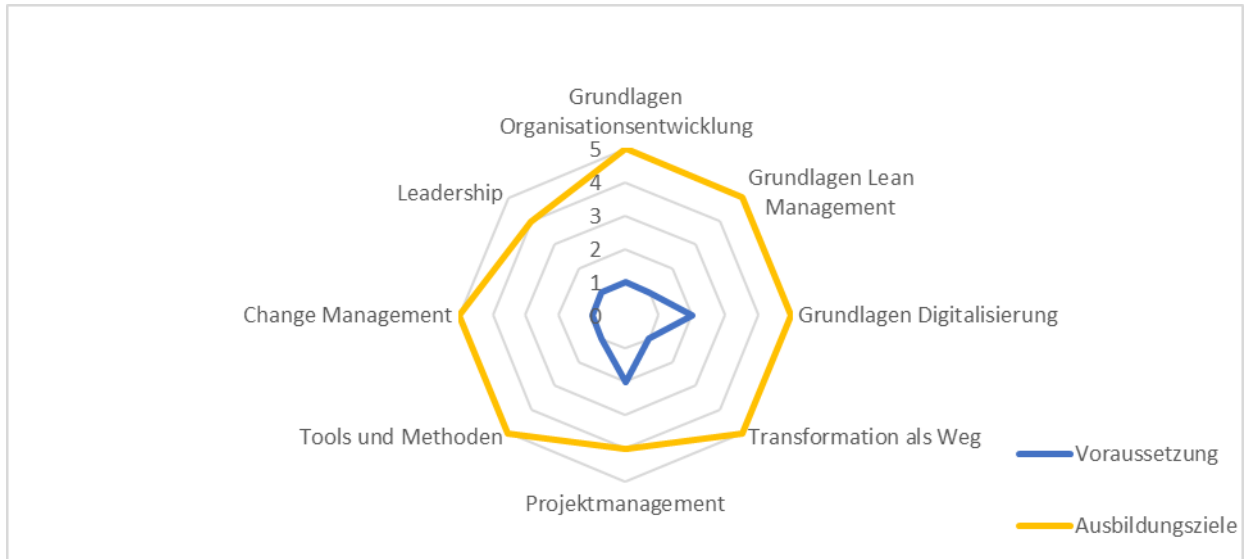 Grundlagen
Organisationsentwicklung
5
4
3
2
1
0
Grundlagen Lean
Management
Grundlagen Digitalisierung
Transformation als Weg
Projektmanagement
Tools und Methoden
Change Management
Leadership
Voraussetzung
Ausbildungsziele